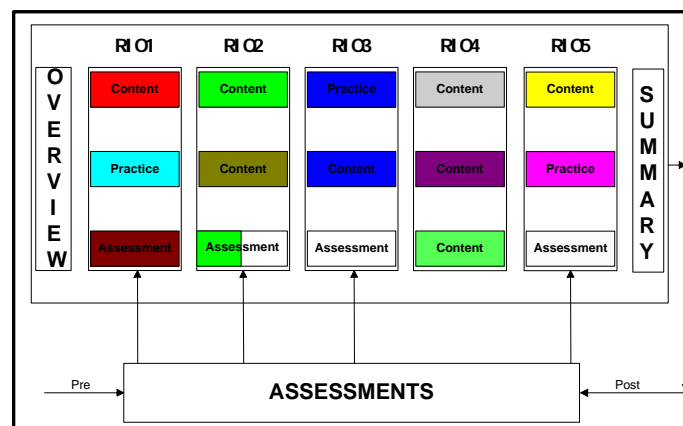 RIO1 RIO2 RIO3 RIO4 RIO5
OVERVIEW
Content Content Practice Content Content
Practice Content Content Content Practice
Assessment Assessment Assessment Content Assessment
SUMMARY
Pre
ASSESSMENTS
Post